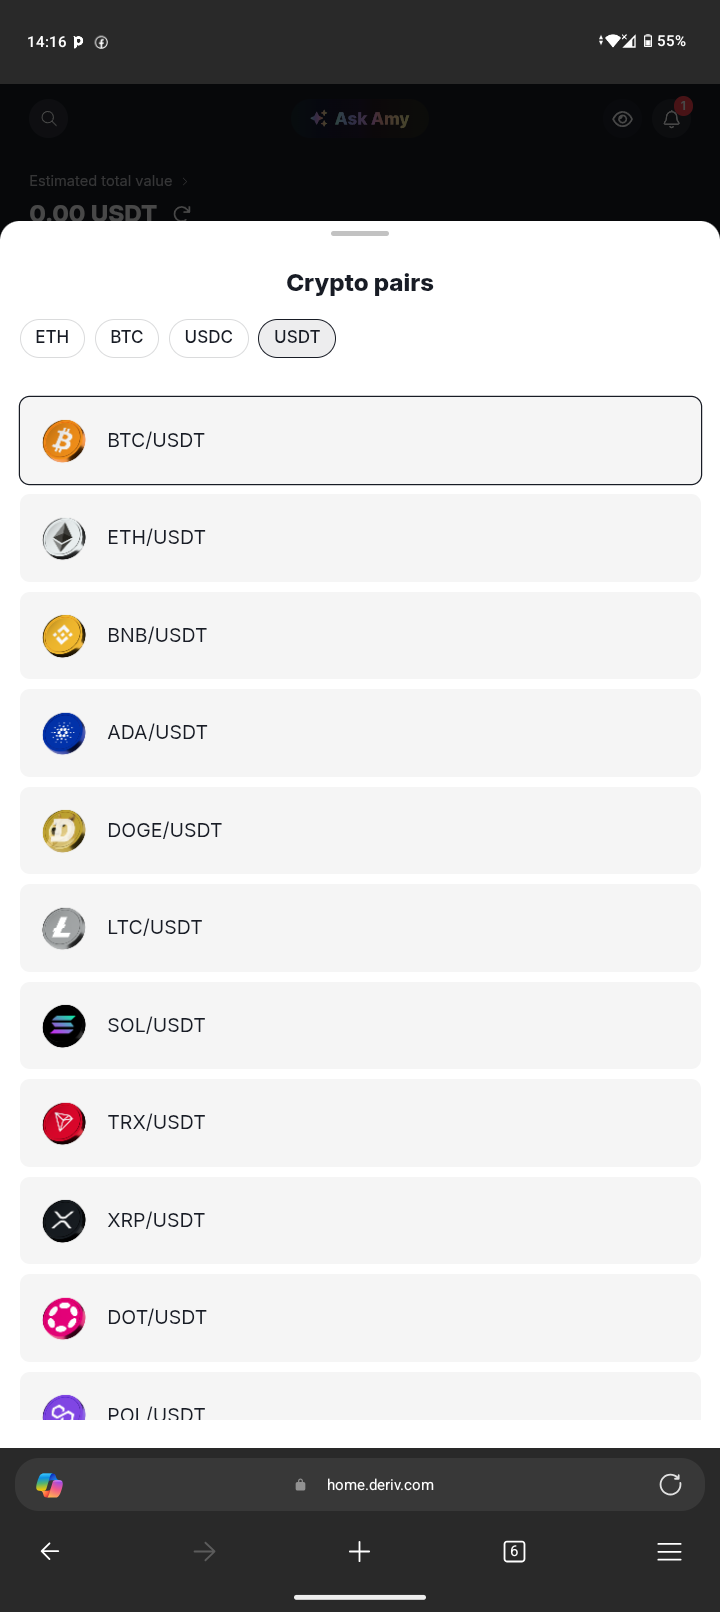 14:16
55%
Ask Amy
1
Estimated total value
0.00 USDT
Crypto pairs
ETH
BTC
USDC
USDT
BTC/USDT
ETH/USDT
BNB/USDT
ADA/USDT
DOGE/USDT
LTC/USDT
SOL/USDT
TRX/USDT
XRP/USDT
DOT/USDT
POL/USDT
home.deriv.com
6